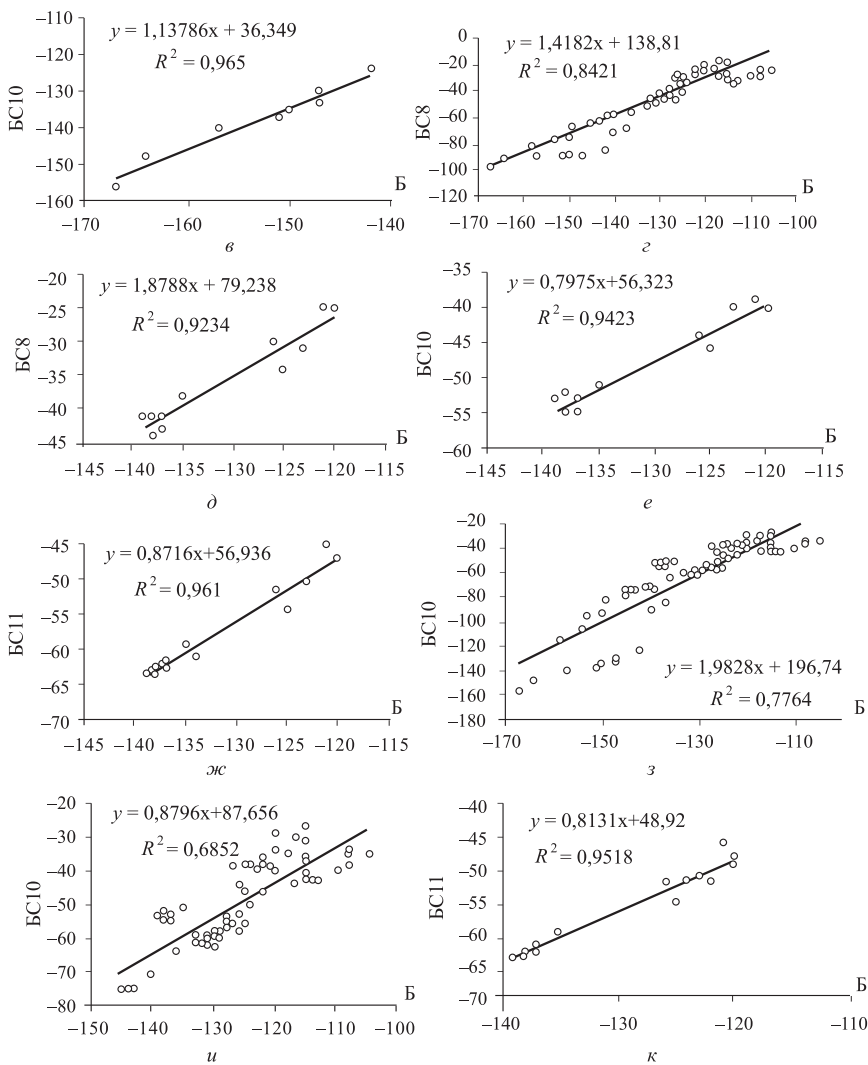 y = 1,13786x + 36,349
R² = 0,965
БС10
–110
–120
–130
–140
–150
–160
Б
–170 –160 –150 –140
в
y = 1,4182x + 138,81
R² = 0,8421
БС8
0
–20
–40
–60
–80
–100
–120
Б
–170 –160 –150 –140 –130 –120 –110 –100
г
y = 1,8788x + 79,238
R² = 0,9234
БС8
–20
–25
–30
–35
–40
–45
Б
–145 –140 –135 –130 –125 –120 –115
д
y = 0,7975x+56,323
R² = 0,9423
БС10
–35
–40
–45
–50
–55
–60
Б
–145 –140 –135 –130 –125 –120 –115
е
y = 0,8716x+56,936
R² = 0,961
БС11
–45
–50
–55
–60
–65
–70
Б
–145 –140 –135 –130 –125 –120 –115
ж
y = 1,9828x + 196,74
R² = 0,7764
БС10
–20
–40
–60
–80
–100
–120
–140
–160
–180
Б
–170 –150 –130 –110
з
y = 0,8796x+87,656
R² = 0,6852
БС10
–20
–30
–40
–50
–60
–70
–80
Б
–150 –140 –130 –120 –110 –100
и
y = 0,8131x+48,92
R² = 0,9518
БС11
–40
–45
–50
–55
–60
–65
–70
Б
–140 –130 –120 –110
к